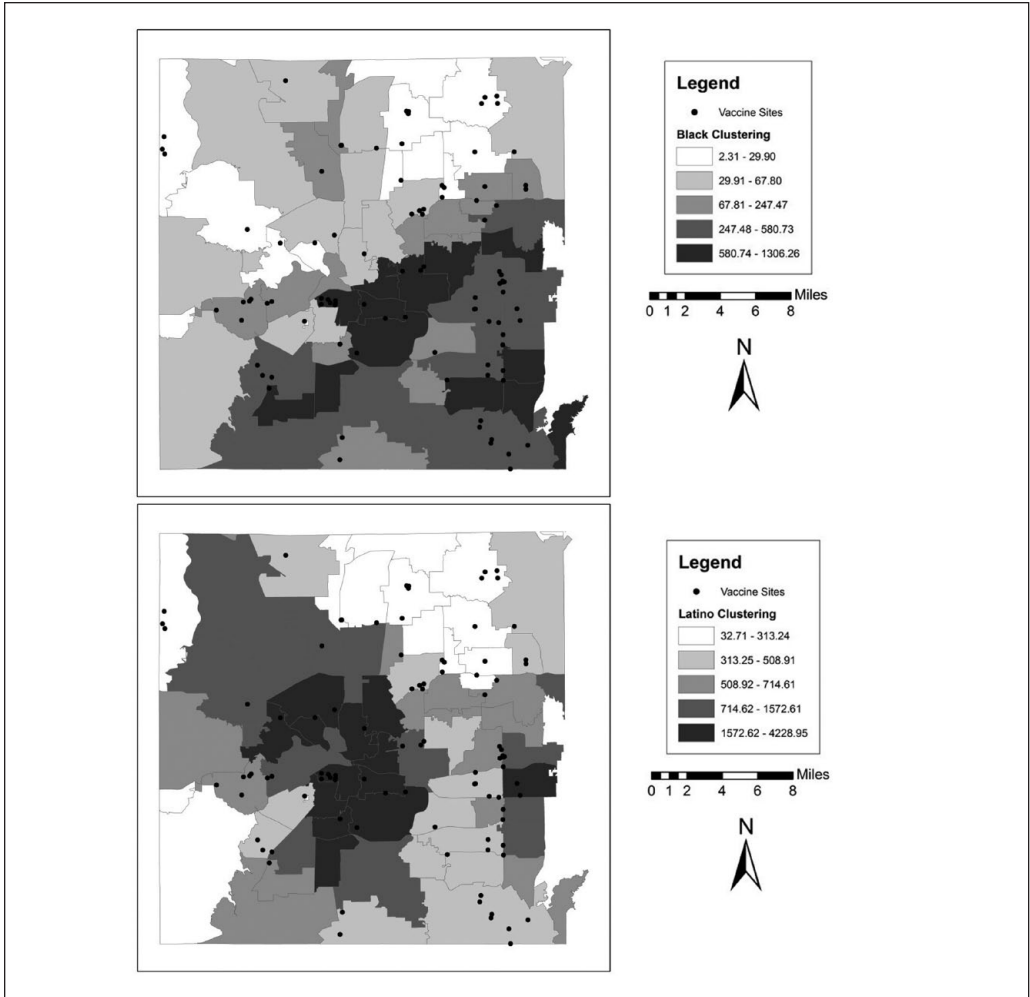 Legend
Vaccine Sites
Black Clustering
2.31 - 29.90
29.91 - 67.80
67.81 - 247.47
247.48 - 580.73
580.74 - 1306.26
Miles
0 1 2 4 6 8
N
Legend
Vaccine Sites
Latino Clustering
32.71 - 313.24
313.25 - 508.91
508.92 - 714.61
714.62 - 1572.61
1572.62 - 4228.95
Miles
0 1 2 4 6 8
N